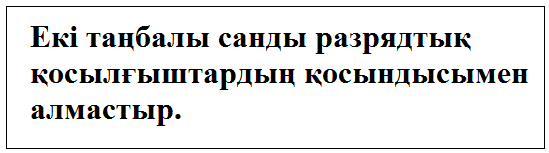 Екі таңбалы санды разрядтық
қосылғыштардың қосындысымен
алмастыр.